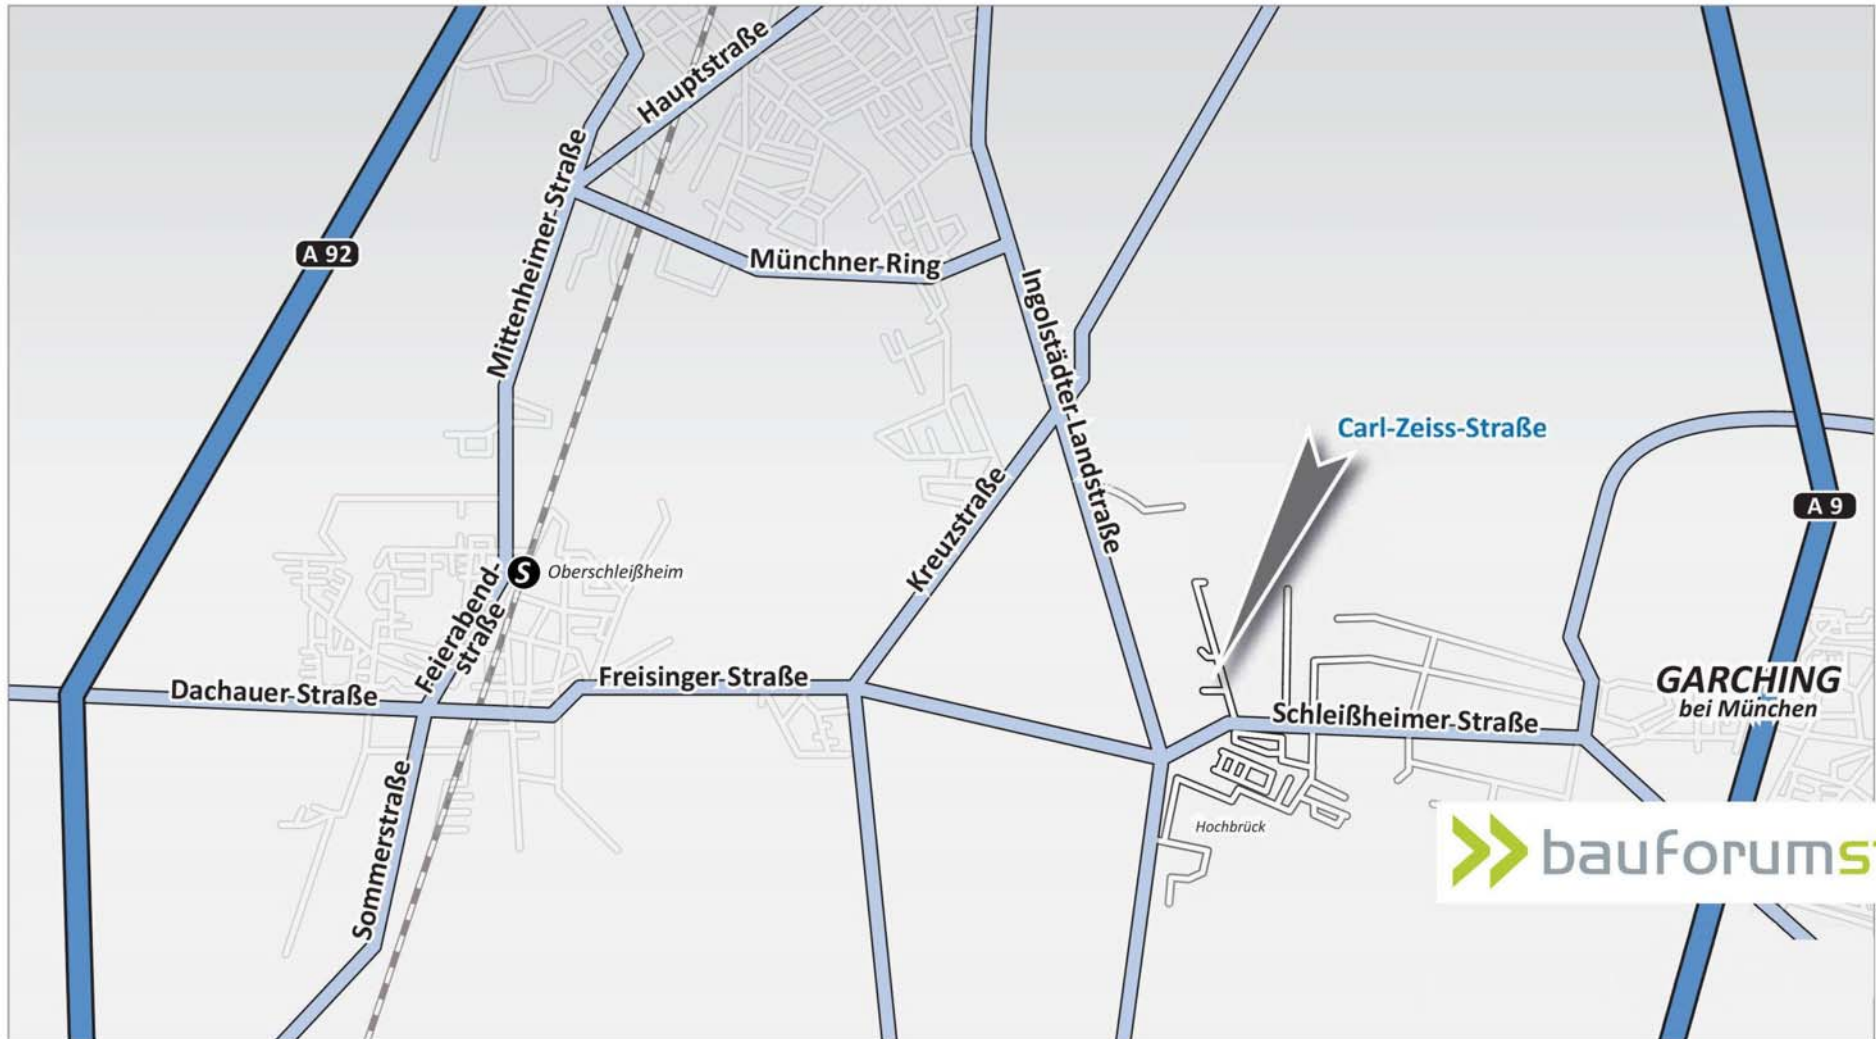 Hauptstraße
A 92
Mittenheimer-Straße
Münchner-Ring
Ingolstädter-Landstraße
Carl-Zeiss-Straße
A 9
Kreuzstraße
S
Oberschleißheim
Feierabend-
straße
Dachauer-Straße
Freisinger-Straße
GARCHING
bei München
Schleißheimer-Straße
Sommerstraße
Hochbrück
bauforumst